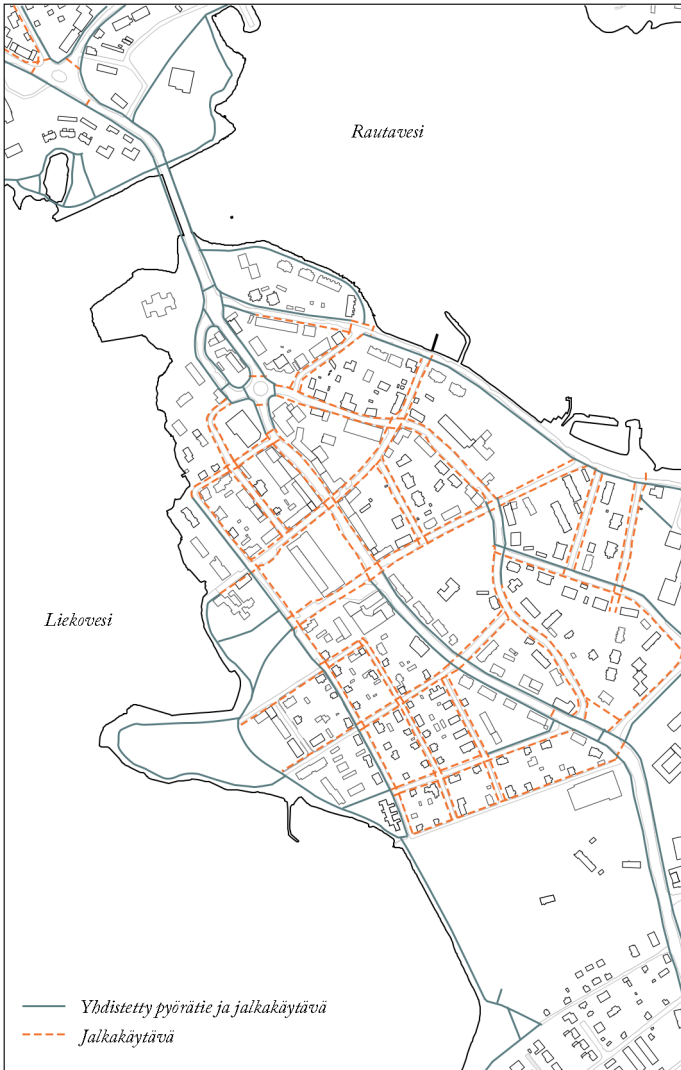 Rautavesi
Liekovesi
Yhdistetty pyörätie ja jalkakäytävä
Jalkakäytävä